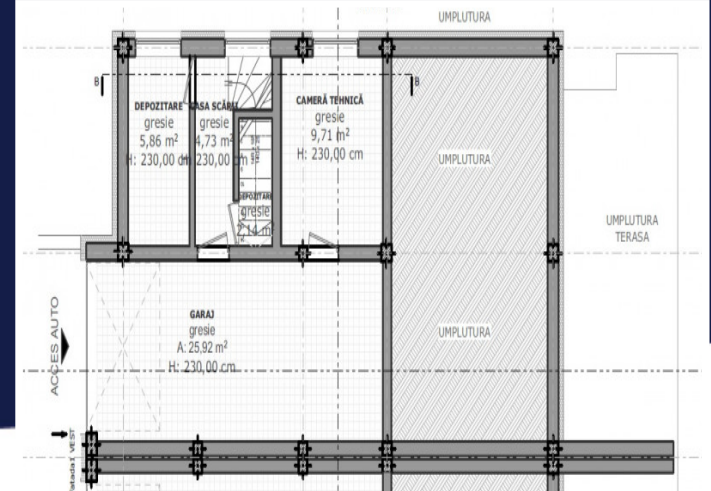 UMPLUTURA
B
B
DEPOZITARE
gresie
5,86 m²
H: 230,00 cm
CASA SCĂRII
gresie
4,73 m²
H: 230,00 cm
CAMERĂ TEHNICĂ
gresie
9,71 m²
H: 230,00 cm
DEPOZITARE
gresie
2,14 m²
UMPLUTURA
UMPLUTURA
TERASA
GARAJ
gresie
A: 25,92 m²
H: 230,00 cm
UMPLUTURA
ACCES AUTO
fatada1 VEST